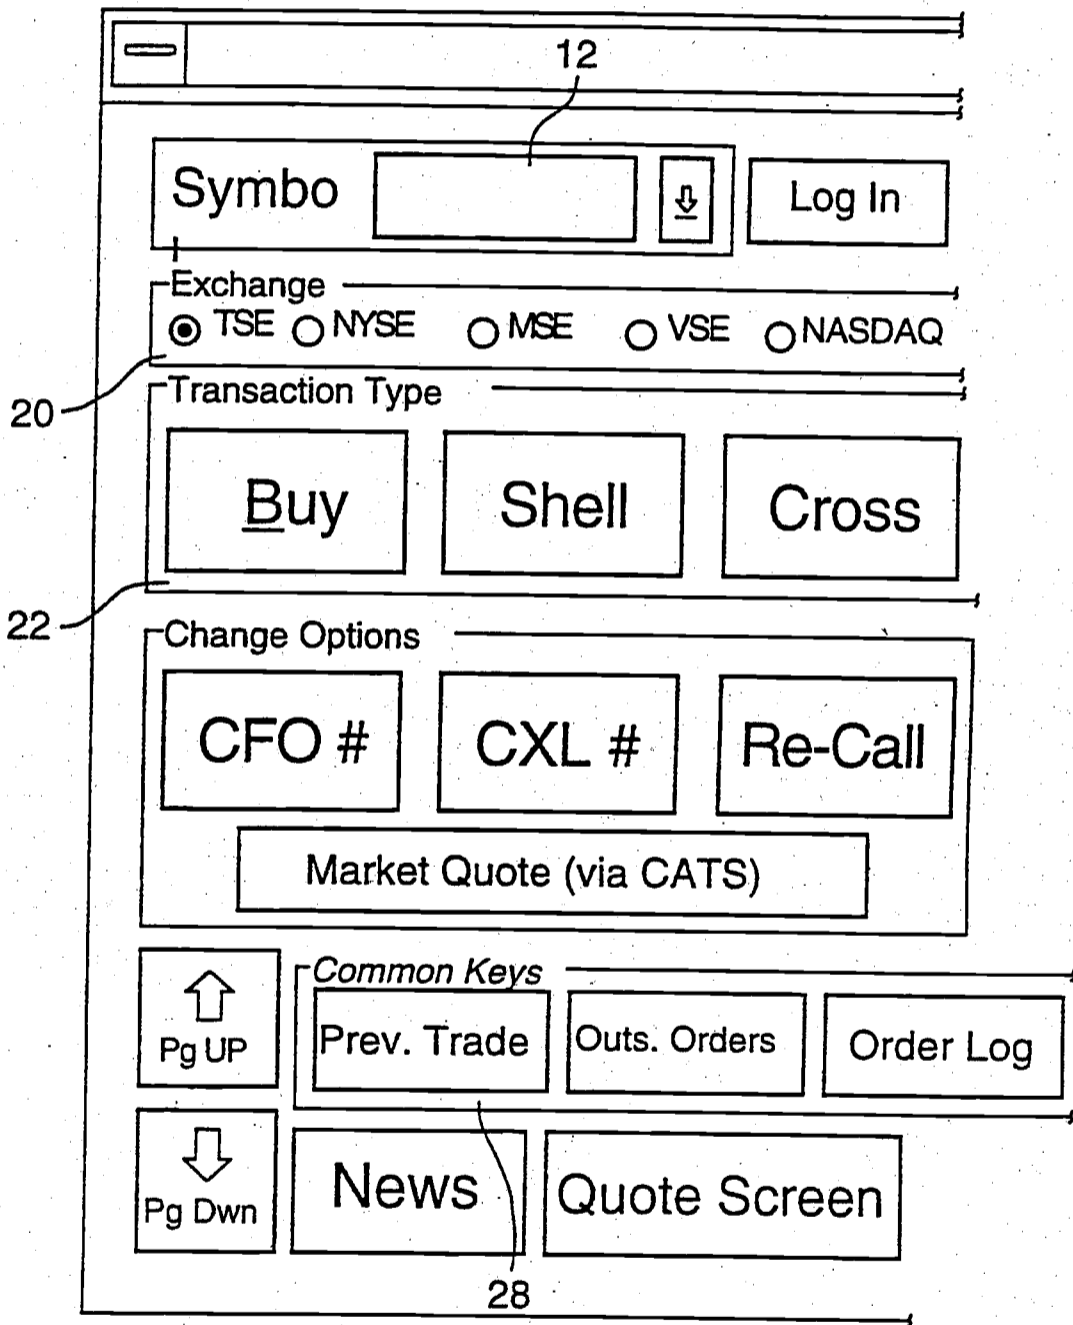 12
Symbo
Log In
Exchange
TSE NYSE MSE VSE NASDAQ
20
Transaction Type
Buy Shell Cross
22
Change Options
CFO # CXL # Re-Call
Market Quote (via CATS)
Pg UP
Common Keys
Prev. Trade Outs. Orders Order Log
Pg Dwn
News Quote Screen
28